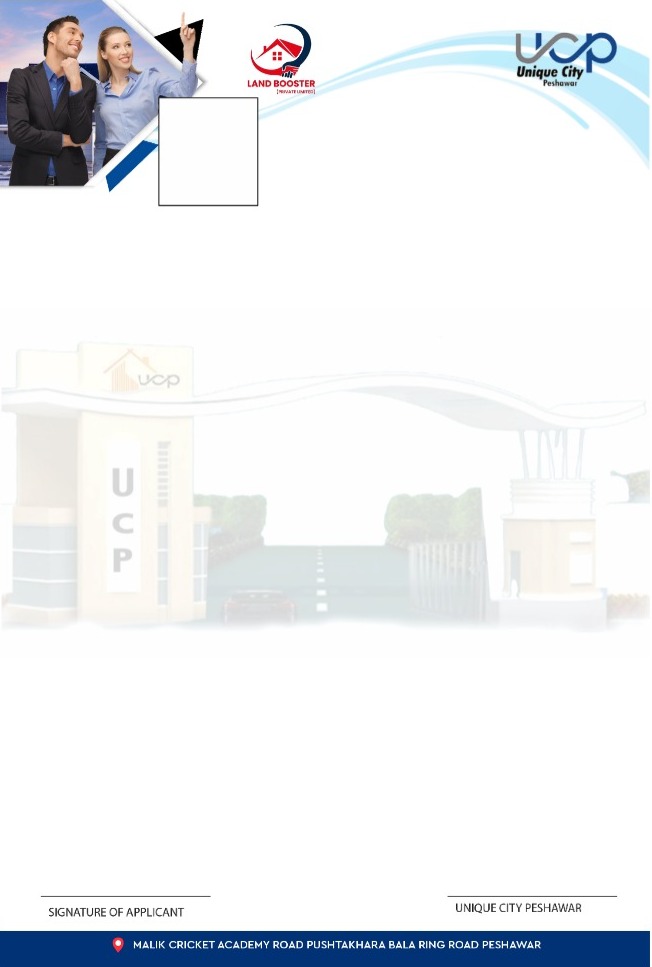 LAND BOOSTER
[PRIVATE LIMITED]
ucp
Unique City
Peshawar
ucp
U
C
P
SIGNATURE OF APPLICANT
UNIQUE CITY PESHAWAR
MALIK CRICKET ACADEMY ROAD PUSHTAKHARA BALA RING ROAD PESHAWAR